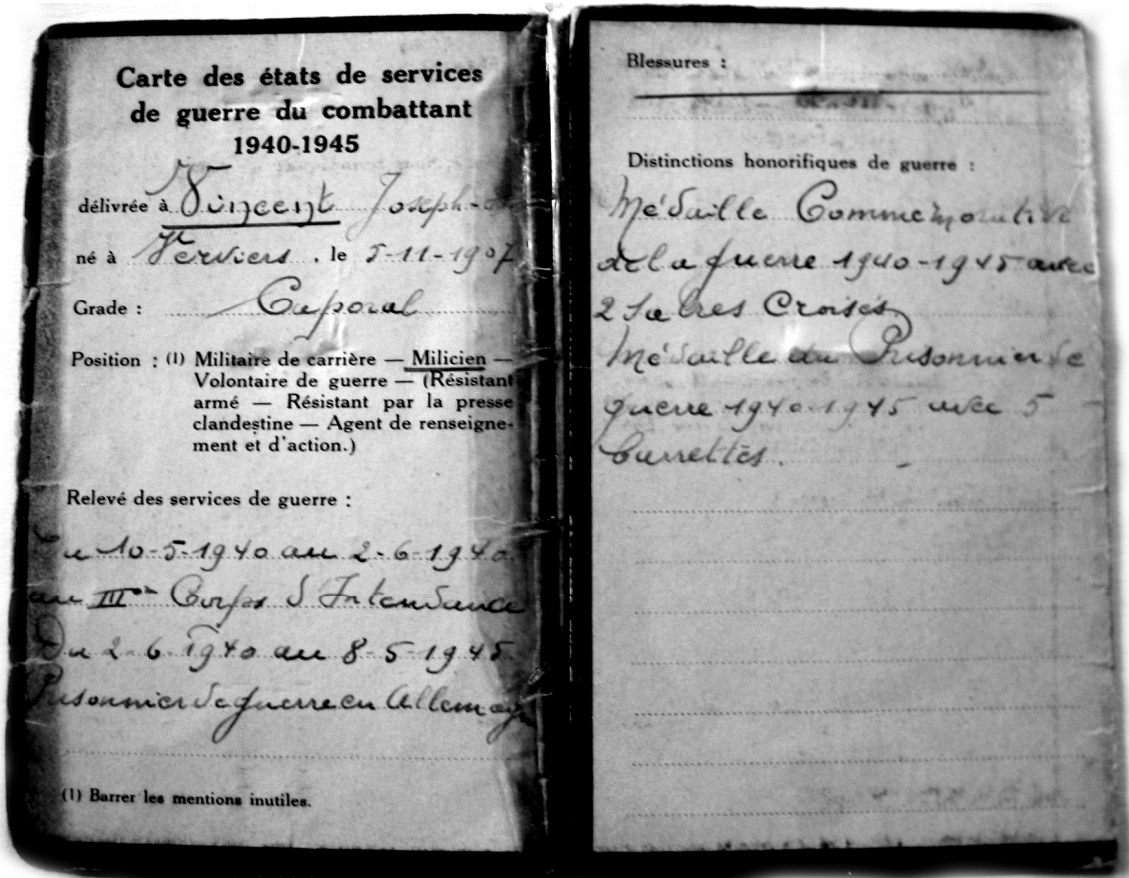 Carte des états de services
de guerre du combattant
1940-1945
délivrée à Vincent Joseph-
né à Verviers , le 5-11-1907
Grade : Caporal
Position : (1) Militaire de carrière — Milicien —
Volontaire de guerre — (Résistant
armé — Résistant par la presse
clandestine — Agent de renseigne-
ment et d'action.)
Relevé des services de guerre :
Du 10-5-1940 au 2-6-1940
au III Corps d'Intendance
Du 2-6-1940 au 8-5-1945.
Prisonnier de guerre en Allemagne
(1) Barrer les mentions inutiles.
Blessures :
Distinctions honorifiques de guerre :
Médaille Commémorative
de la guerre 1940-1945 avec
2 Sabres Croisés
Médaille du Prisonnier de
guerre 1940-1945 avec 5
barrettes.